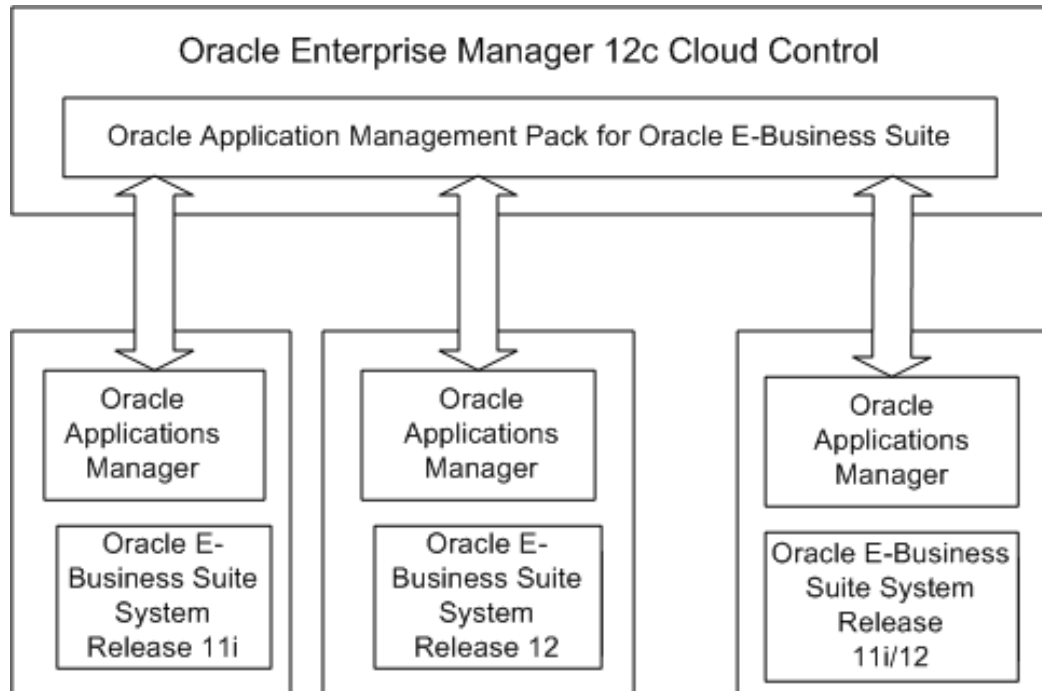 Oracle Enterprise Manager 12c Cloud Control
Oracle Application Management Pack for Oracle E-Business Suite
Oracle
Applications
Manager
Oracle E-
Business Suite
System
Release 11i
Oracle
Applications
Manager
Oracle E-
Business Suite
System
Release 12
Oracle
Applications
Manager
Oracle E-Business
Suite System
Release
11i/12